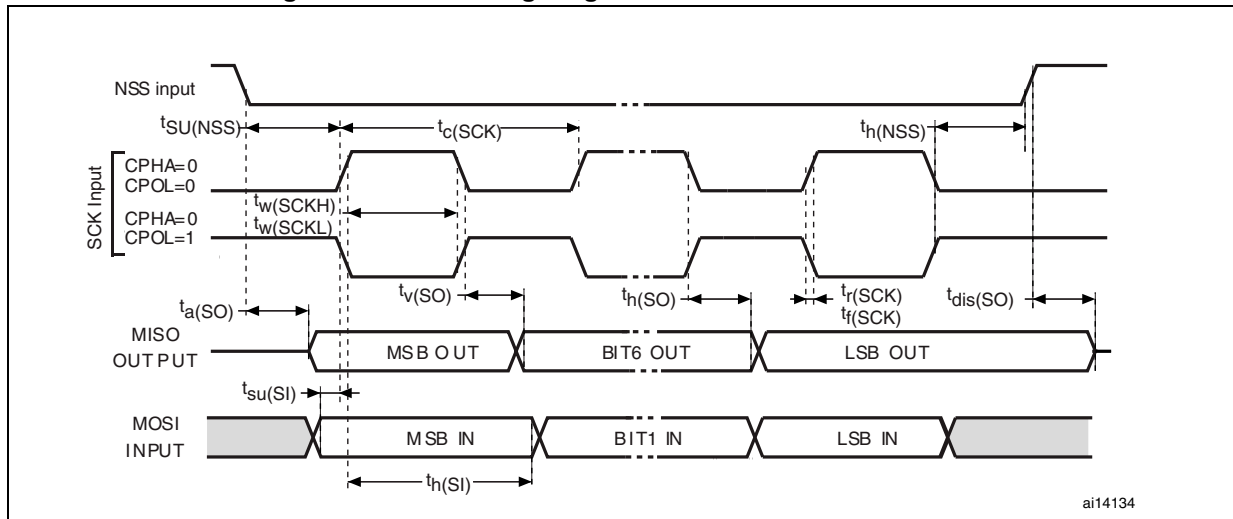 NSS input
tSU(NSS)
tc(SCK)
th(NSS)
SCK Input
CPHA=0
CPOL=0
tw(SCKH)
CPHA=0
tw(SCKL)
CPOL=1
tv(SO)
th(SO)
tr(SCK)
tdis(SO)
ta(SO)
tf(SCK)
MISO
OUTPUT
MSB OUT
BIT6 OUT
LSB OUT
tsu(SI)
MOSI
INPUT
MSB IN
BIT1 IN
LSB IN
th(SI)
ai14134